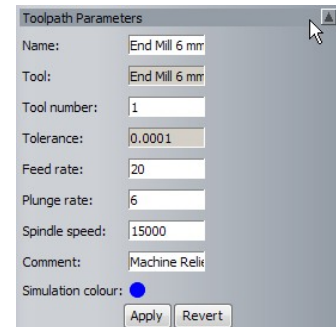 Toolpath Parameters
Name: End Mill 6 mm
Tool: End Mill 6 mm
Tool number: 1
Tolerance: 0.0001
Feed rate: 20
Plunge rate: 6
Spindle speed: 15000
Comment: Machine Relie
Simulation colour:
Apply Revert